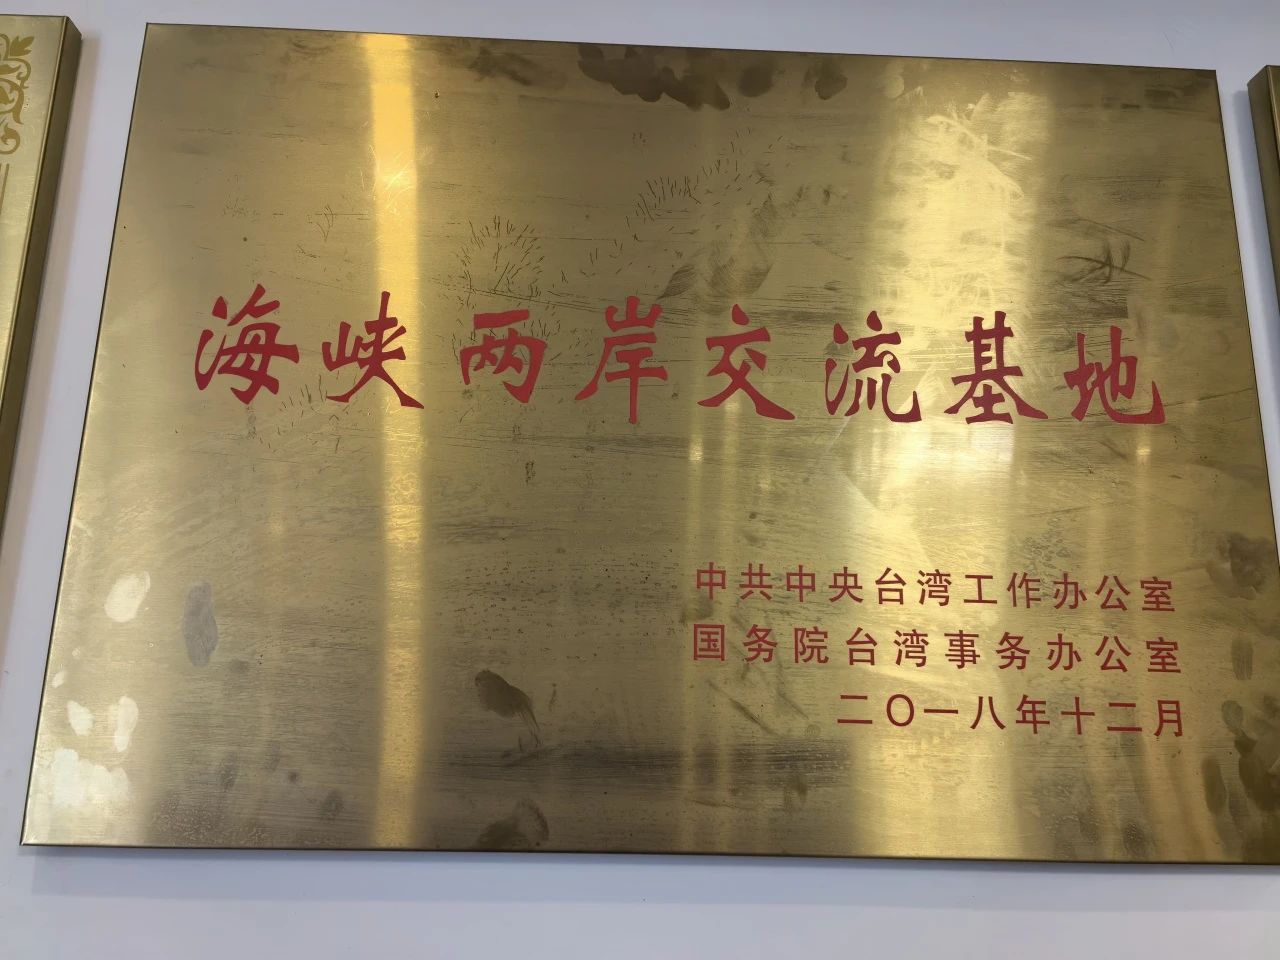 海峡两岸交流基地
中共中央台湾工作办公室
国务院台湾事务办公室
二〇一八年十二月